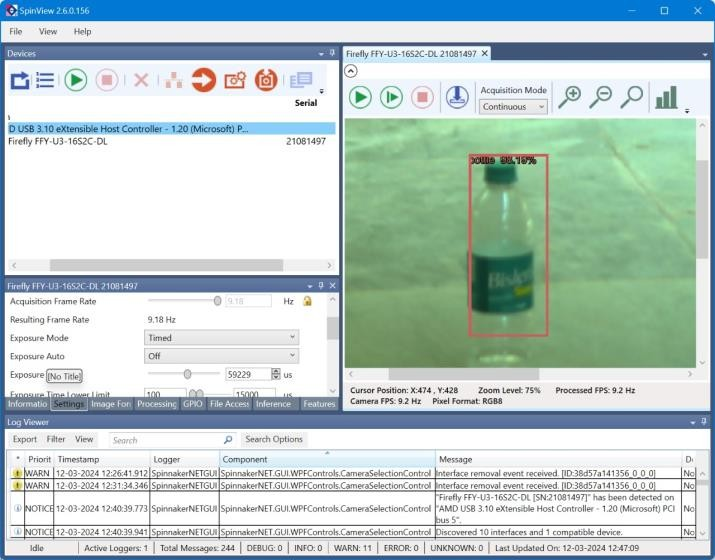 SpinView 2.6.0.156
File View Help
Devices
Firefly FFY-U3-16S2C-DL 21081497
Acquisition Mode
Continuous
Serial
D USB 3.10 eXtensible Host Controller - 1.20 (Microsoft) P...
Firefly FFY-U3-16S2C-DL 21081497
98.15%
Bisleri
Firefly FFY-U3-16S2C-DL 21081497
Acquisition Frame Rate 9.18 Hz
Resulting Frame Rate 9.18 Hz
Exposure Mode Timed
Exposure Auto Off
Exposure [No Title] 59229 us
Exposure Time Lower Limit 100 15000 us
Informatio Settings Image For Processing GPIO File Access Inference Features
Cursor Position: X:474 , Y:428 Zoom Level: 75% Processed FPS: 9.2 Hz
Camera FPS: 9.2 Hz Pixel Format: RGB8
Log Viewer
Export Filter View Search Search Options
* Priorit Timestamp Logger Component Message
WARN 12-03-2024 12:26:41.912 SpinnakerNETGUI SpinnakerNET.GUI.WPFControls.CameraSelectionControl Interface removal event received. [ID:38d57a141356_0_0_0] No
WARN 12-03-2024 12:31:34.346 SpinnakerNETGUI SpinnakerNET.GUI.WPFControls.CameraSelectionControl Interface removal event received. [ID:38d57a141356_0_0_0] No
NOTICE 12-03-2024 12:40:39.773 SpinnakerNETGUI SpinnakerNET.GUI.WPFControls.CameraSelectionControl "Firefly FFY-U3-16S2C-DL [SN:21081497]" has been detected on "AMD USB 3.10 eXtensible Host Controller - 1.20 (Microsoft) PCI bus 5". No
NOTICE 12-03-2024 12:40:39.941 SpinnakerNETGUI SpinnakerNET.GUI.WPFControls.CameraSelectionControl Discovered 10 interfaces and 1 compatible device. No
Idle Active Loggers: 1 Total Messages: 244 DEBUG: 0 INFO: 0 WARN: 11 ERROR: 0 UNKNOWN: 0 Last Updated On: 12-03-2024 12:47:09